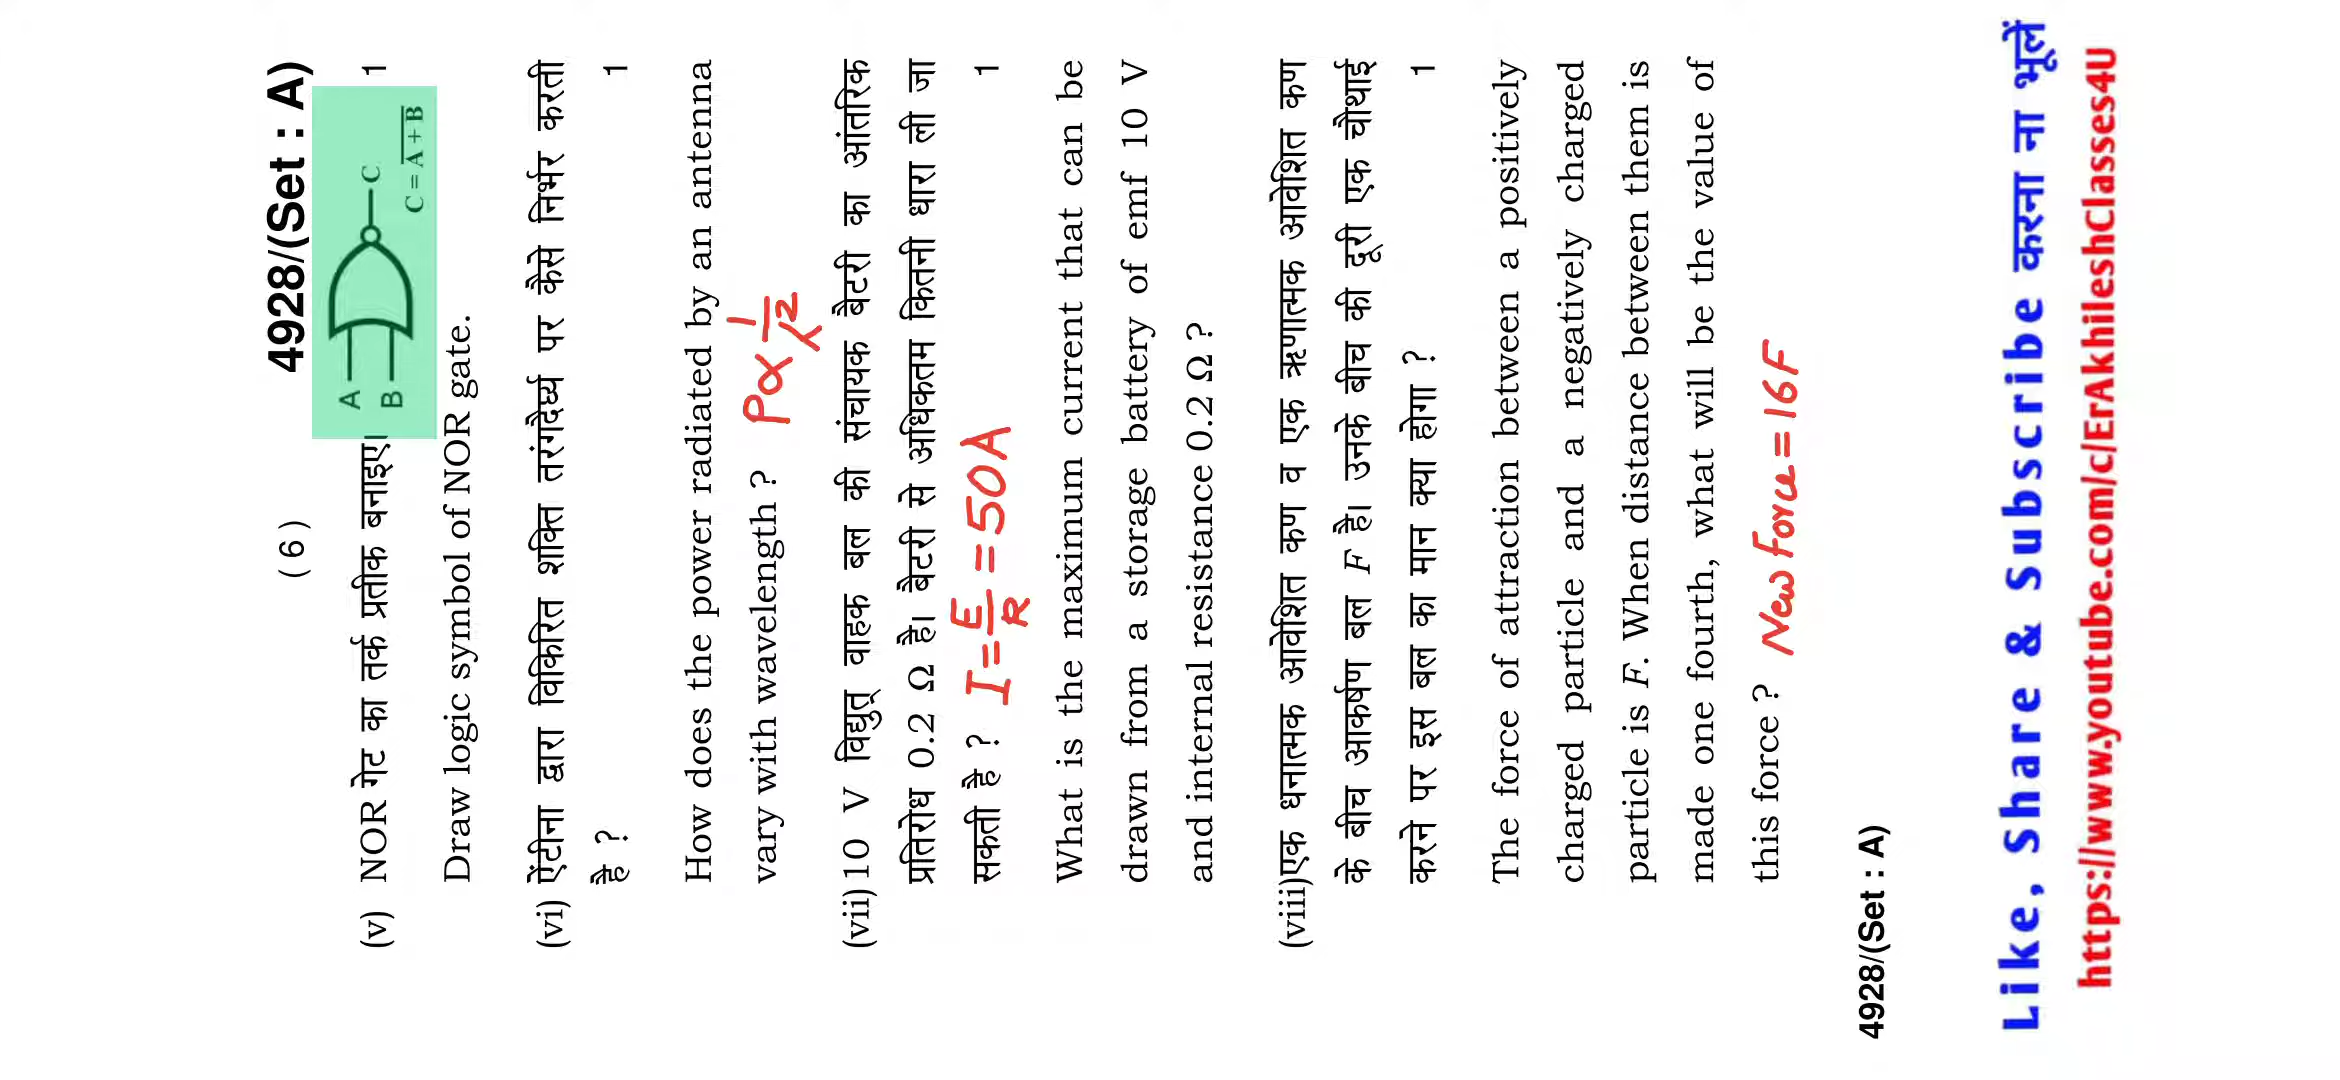 ( 6 ) 4928/(Set : A)
(v) NOR गेट का तर्क प्रतीक बनाइए। 1
A
B
C
C = \overline{A + B}
Draw logic symbol of NOR gate.
(vi) ऐंटीना द्वारा विकिरित शक्ति तरंगदैर्घ्य पर कैसे निर्भर करती
है ? 1
How does the power radiated by an antenna
vary with wavelength ? P∝ 1/λ²
(vii) 10 V विद्युत् वाहक बल की संचायक बैटरी का आंतरिक
प्रतिरोध 0.2 Ω है। बैटरी से अधिकतम कितनी धारा ली जा
सकती है ? I = E/R = 50A 1
What is the maximum current that can be
drawn from a storage battery of emf 10 V
and internal resistance 0.2 Ω ?
(viii) एक धनात्मक आवेशित कण व एक ऋणात्मक आवेशित कण
के बीच आकर्षण बल F है। उनके बीच की दूरी एक चौथाई
करने पर इस बल का मान क्या होगा ? 1
The force of attraction between a positively
charged particle and a negatively charged
particle is F. When distance between them is
made one fourth, what will be the value of
this force ? New force = 16F
4928/(Set : A)
Like, Share & Subscribe करना ना भूलें
https://www.youtube.com/c/ErAkhileshClasses4U